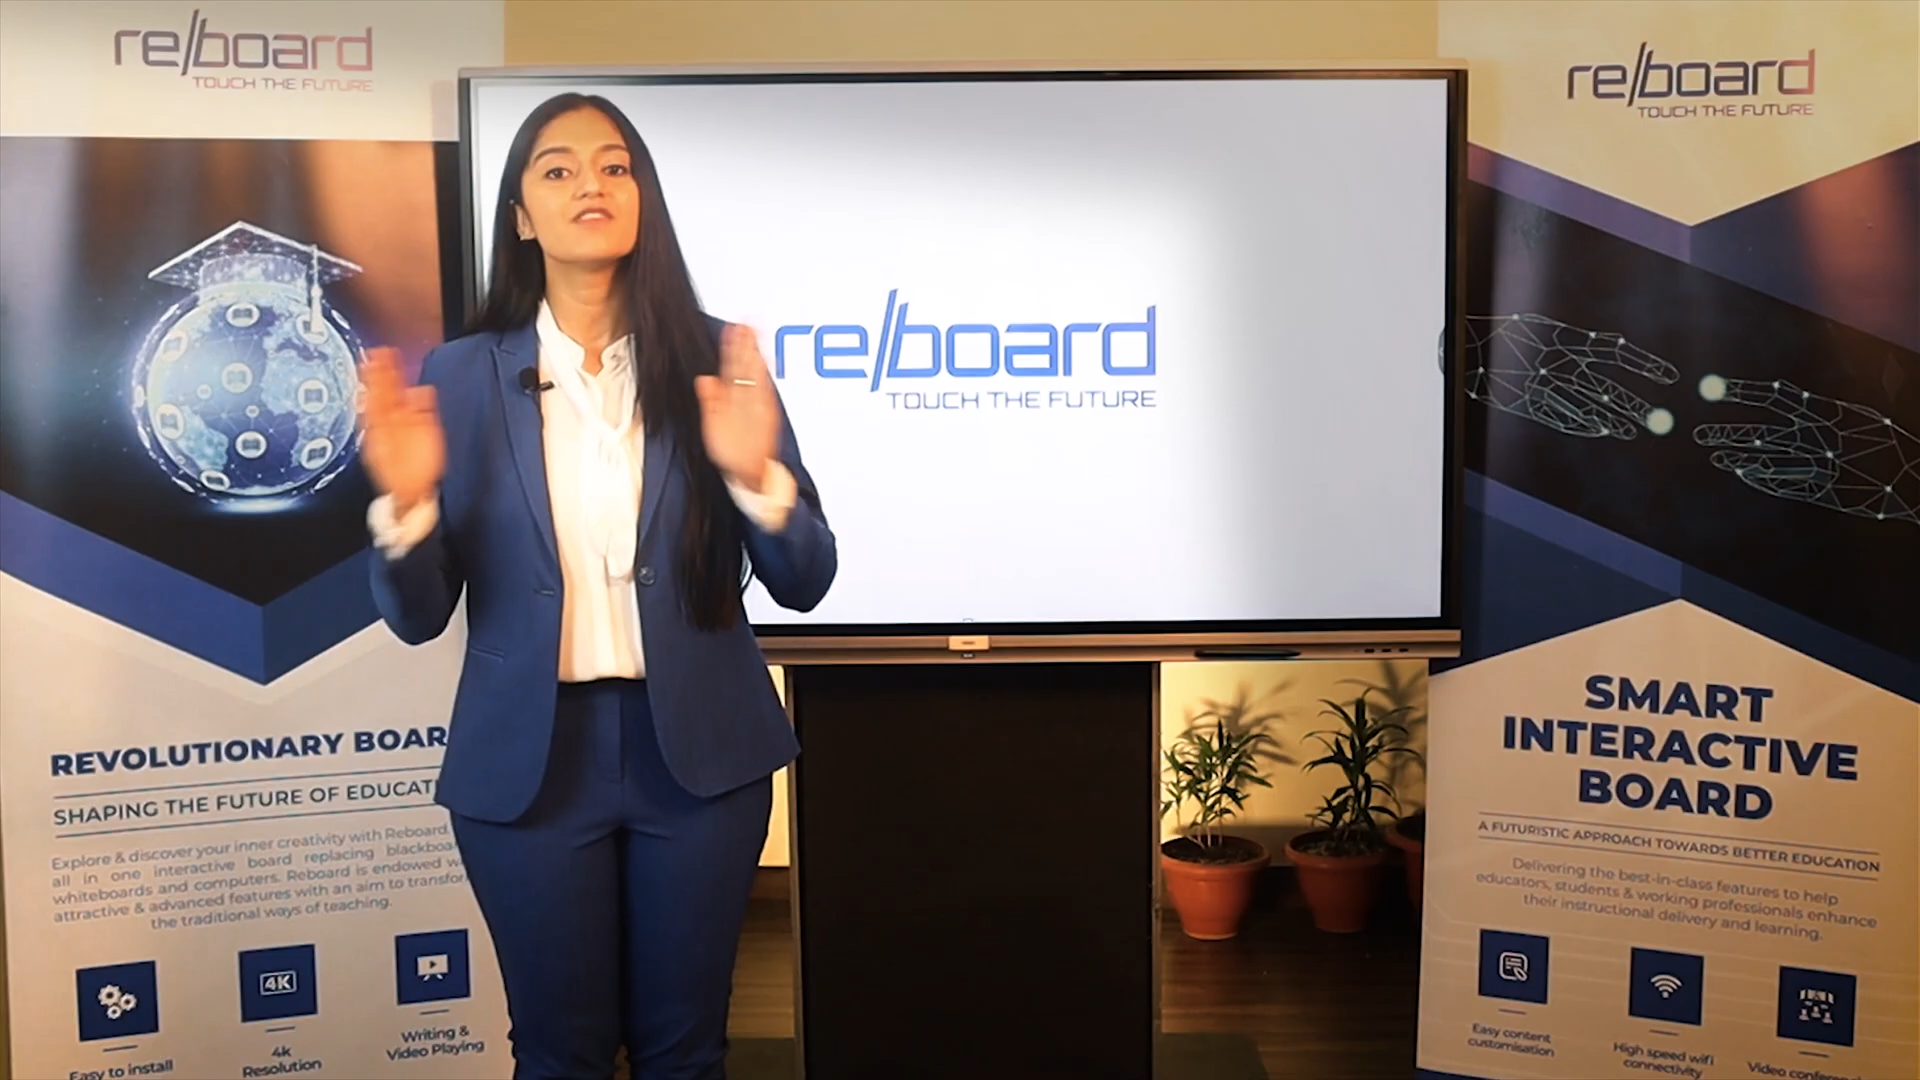 re/board
TOUCH THE FUTURE
REVOLUTIONARY BOAR
SHAPING THE FUTURE OF EDUCAT
Explore & discover your inner creativity with Reboard.
all in one interactive board replacing blackboa
whiteboards and computers. Reboard is endowed w
attractive & advanced features with an aim to transfor
the traditional ways of teaching.
Easy to install
4K
4k
Resolution
Writing &
Video Playing
re/board
TOUCH THE FUTURE
re/board
TOUCH THE FUTURE
SMART
INTERACTIVE
BOARD
A FUTURISTIC APPROACH TOWARDS BETTER EDUCATION
Delivering the best-in-class features to help
educators, students & working professionals enhance
their instructional delivery and learning.
Easy content
customisation
High speed wifi
connectivity
Video conferenc